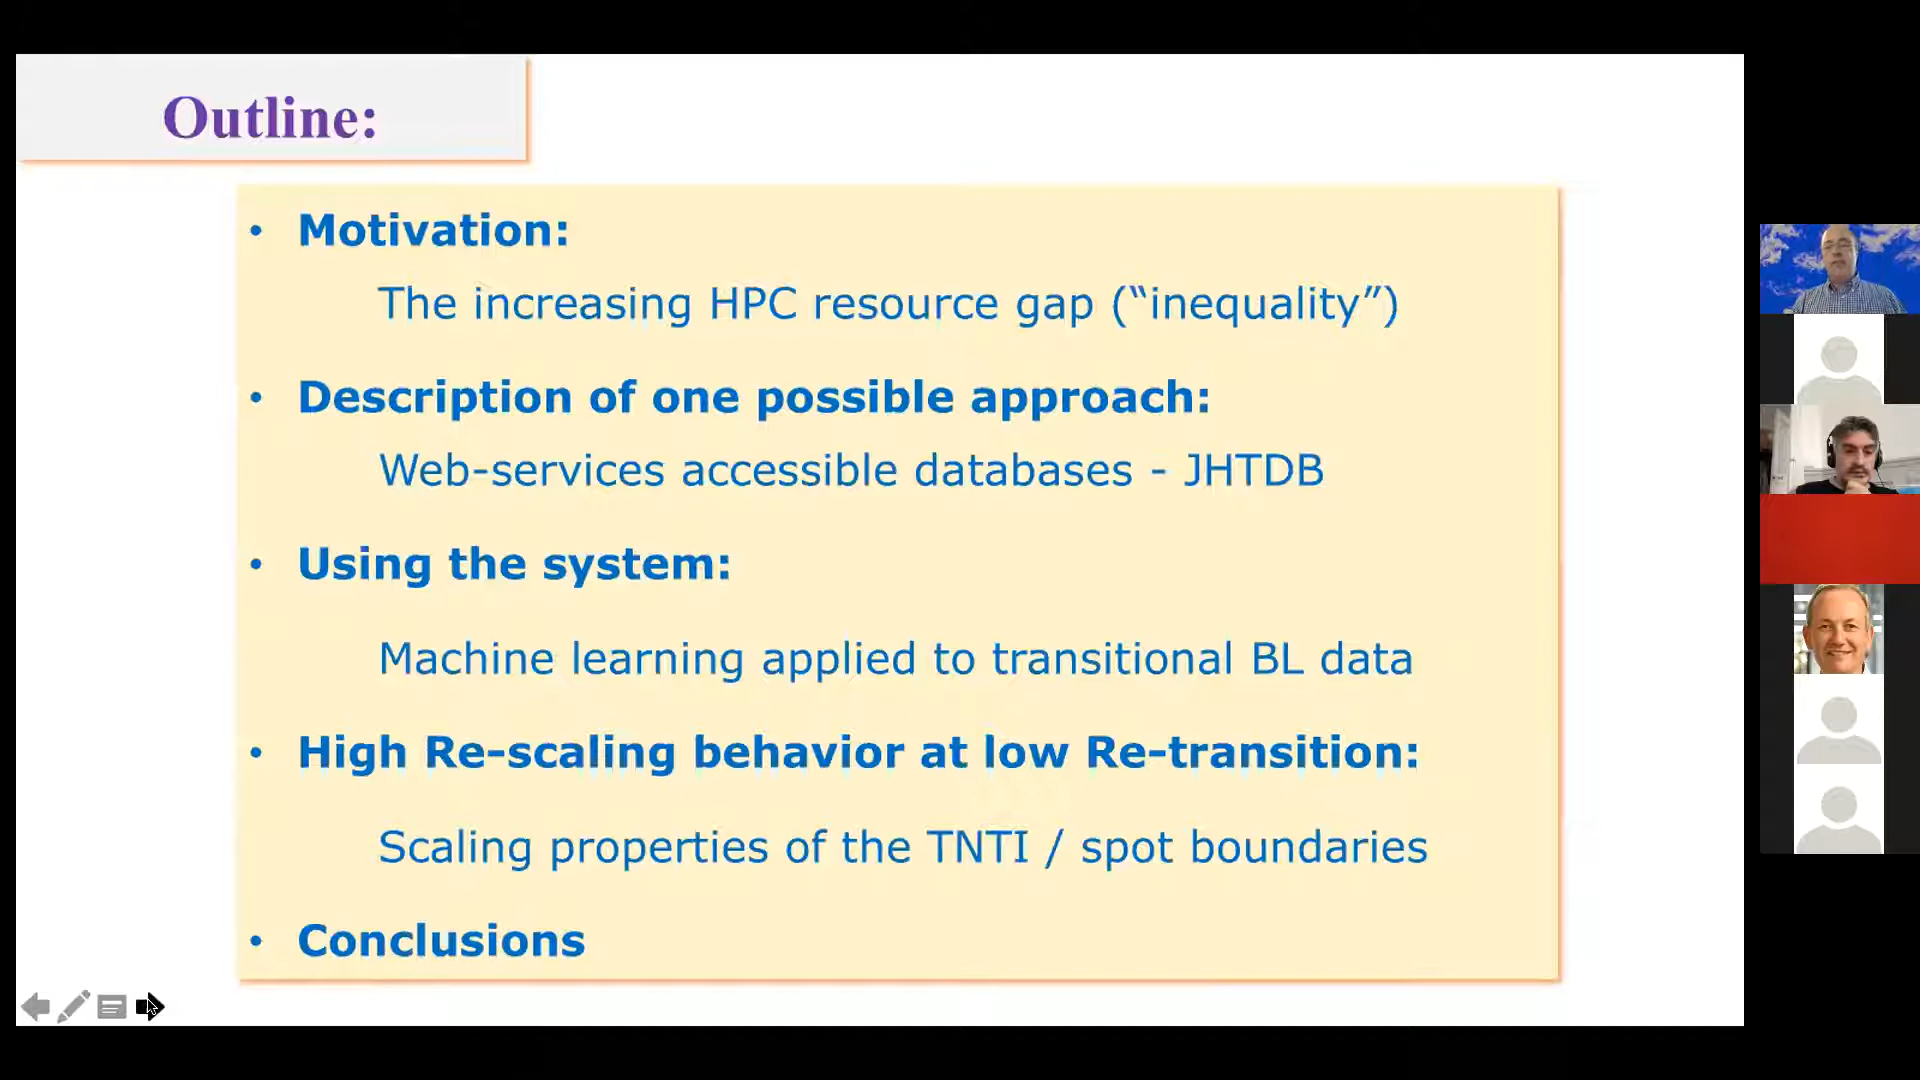 Outline:
• Motivation:
The increasing HPC resource gap (“inequality”)
• Description of one possible approach:
Web-services accessible databases - JHTDB
• Using the system:
Machine learning applied to transitional BL data
• High Re-scaling behavior at low Re-transition:
Scaling properties of the TNTI / spot boundaries
• Conclusions